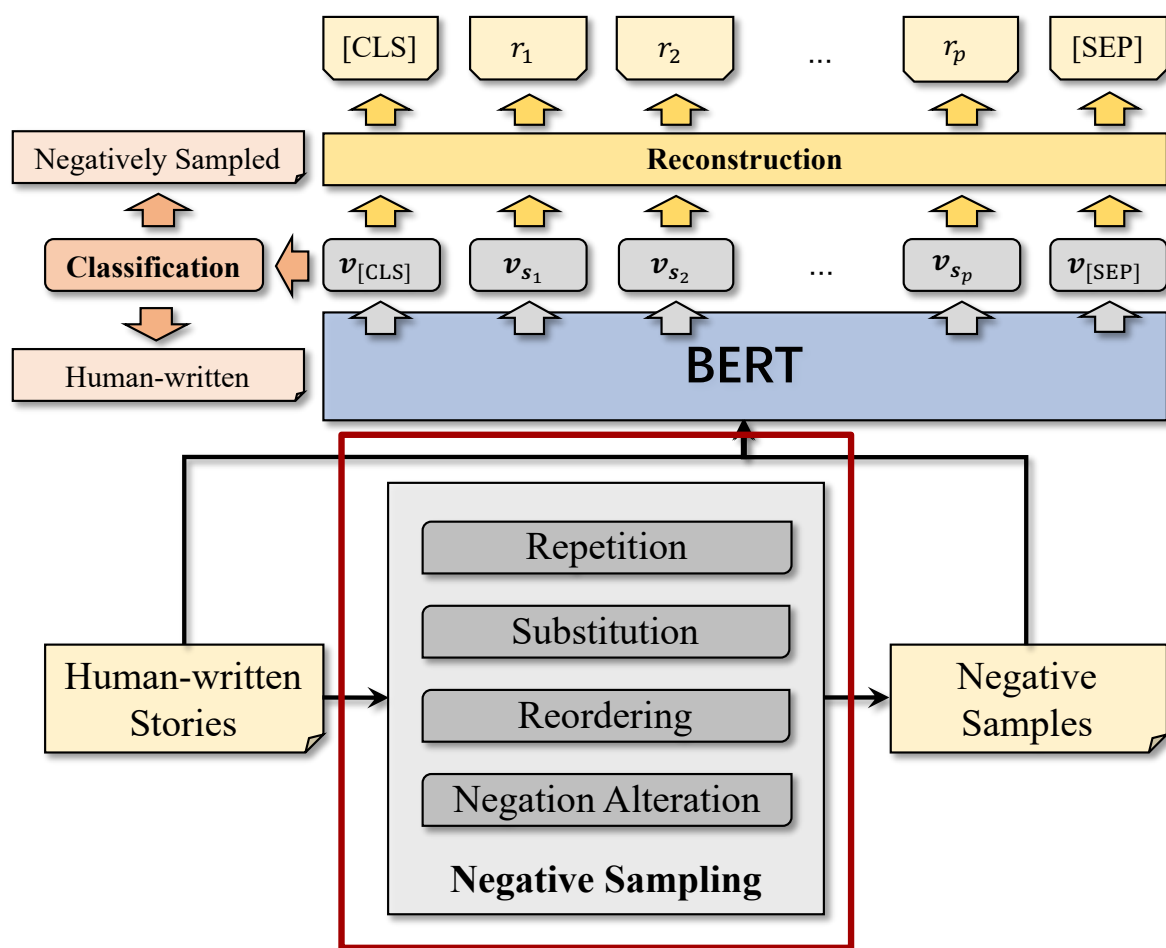 [CLS] r₁ r₂ ... rₚ [SEP]
Negatively Sampled
Reconstruction
Classification
v[CLS] vs₁ vs₂ ... vsₚ v[SEP]
Human-written
BERT
Repetition
Substitution
Human-written
Stories
Reordering
Negative
Samples
Negation Alteration
Negative Sampling